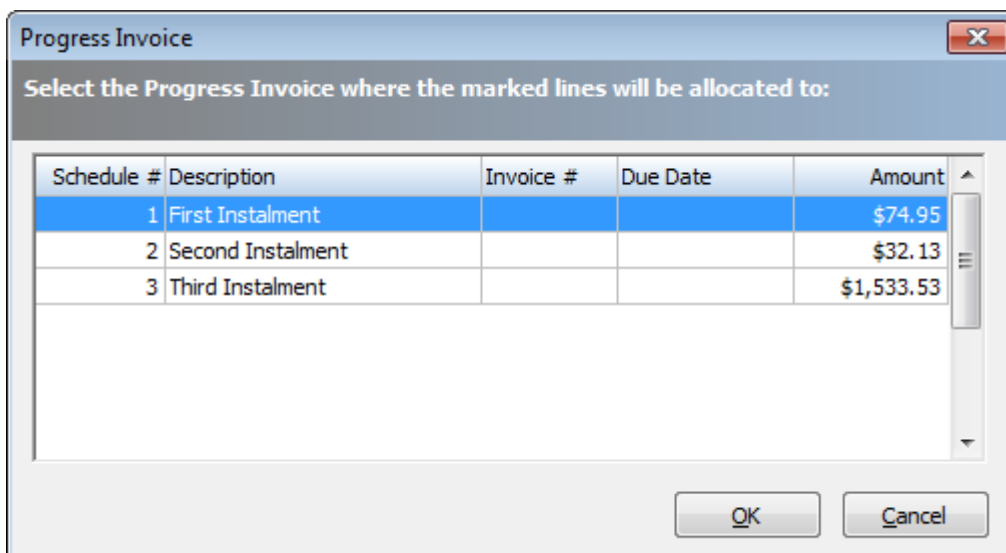 Progress Invoice
Select the Progress Invoice where the marked lines will be allocated to:
Schedule # Description Invoice # Due Date Amount
1 First Instalment $74.95
2 Second Instalment $32.13
3 Third Instalment $1,533.53
OK Cancel